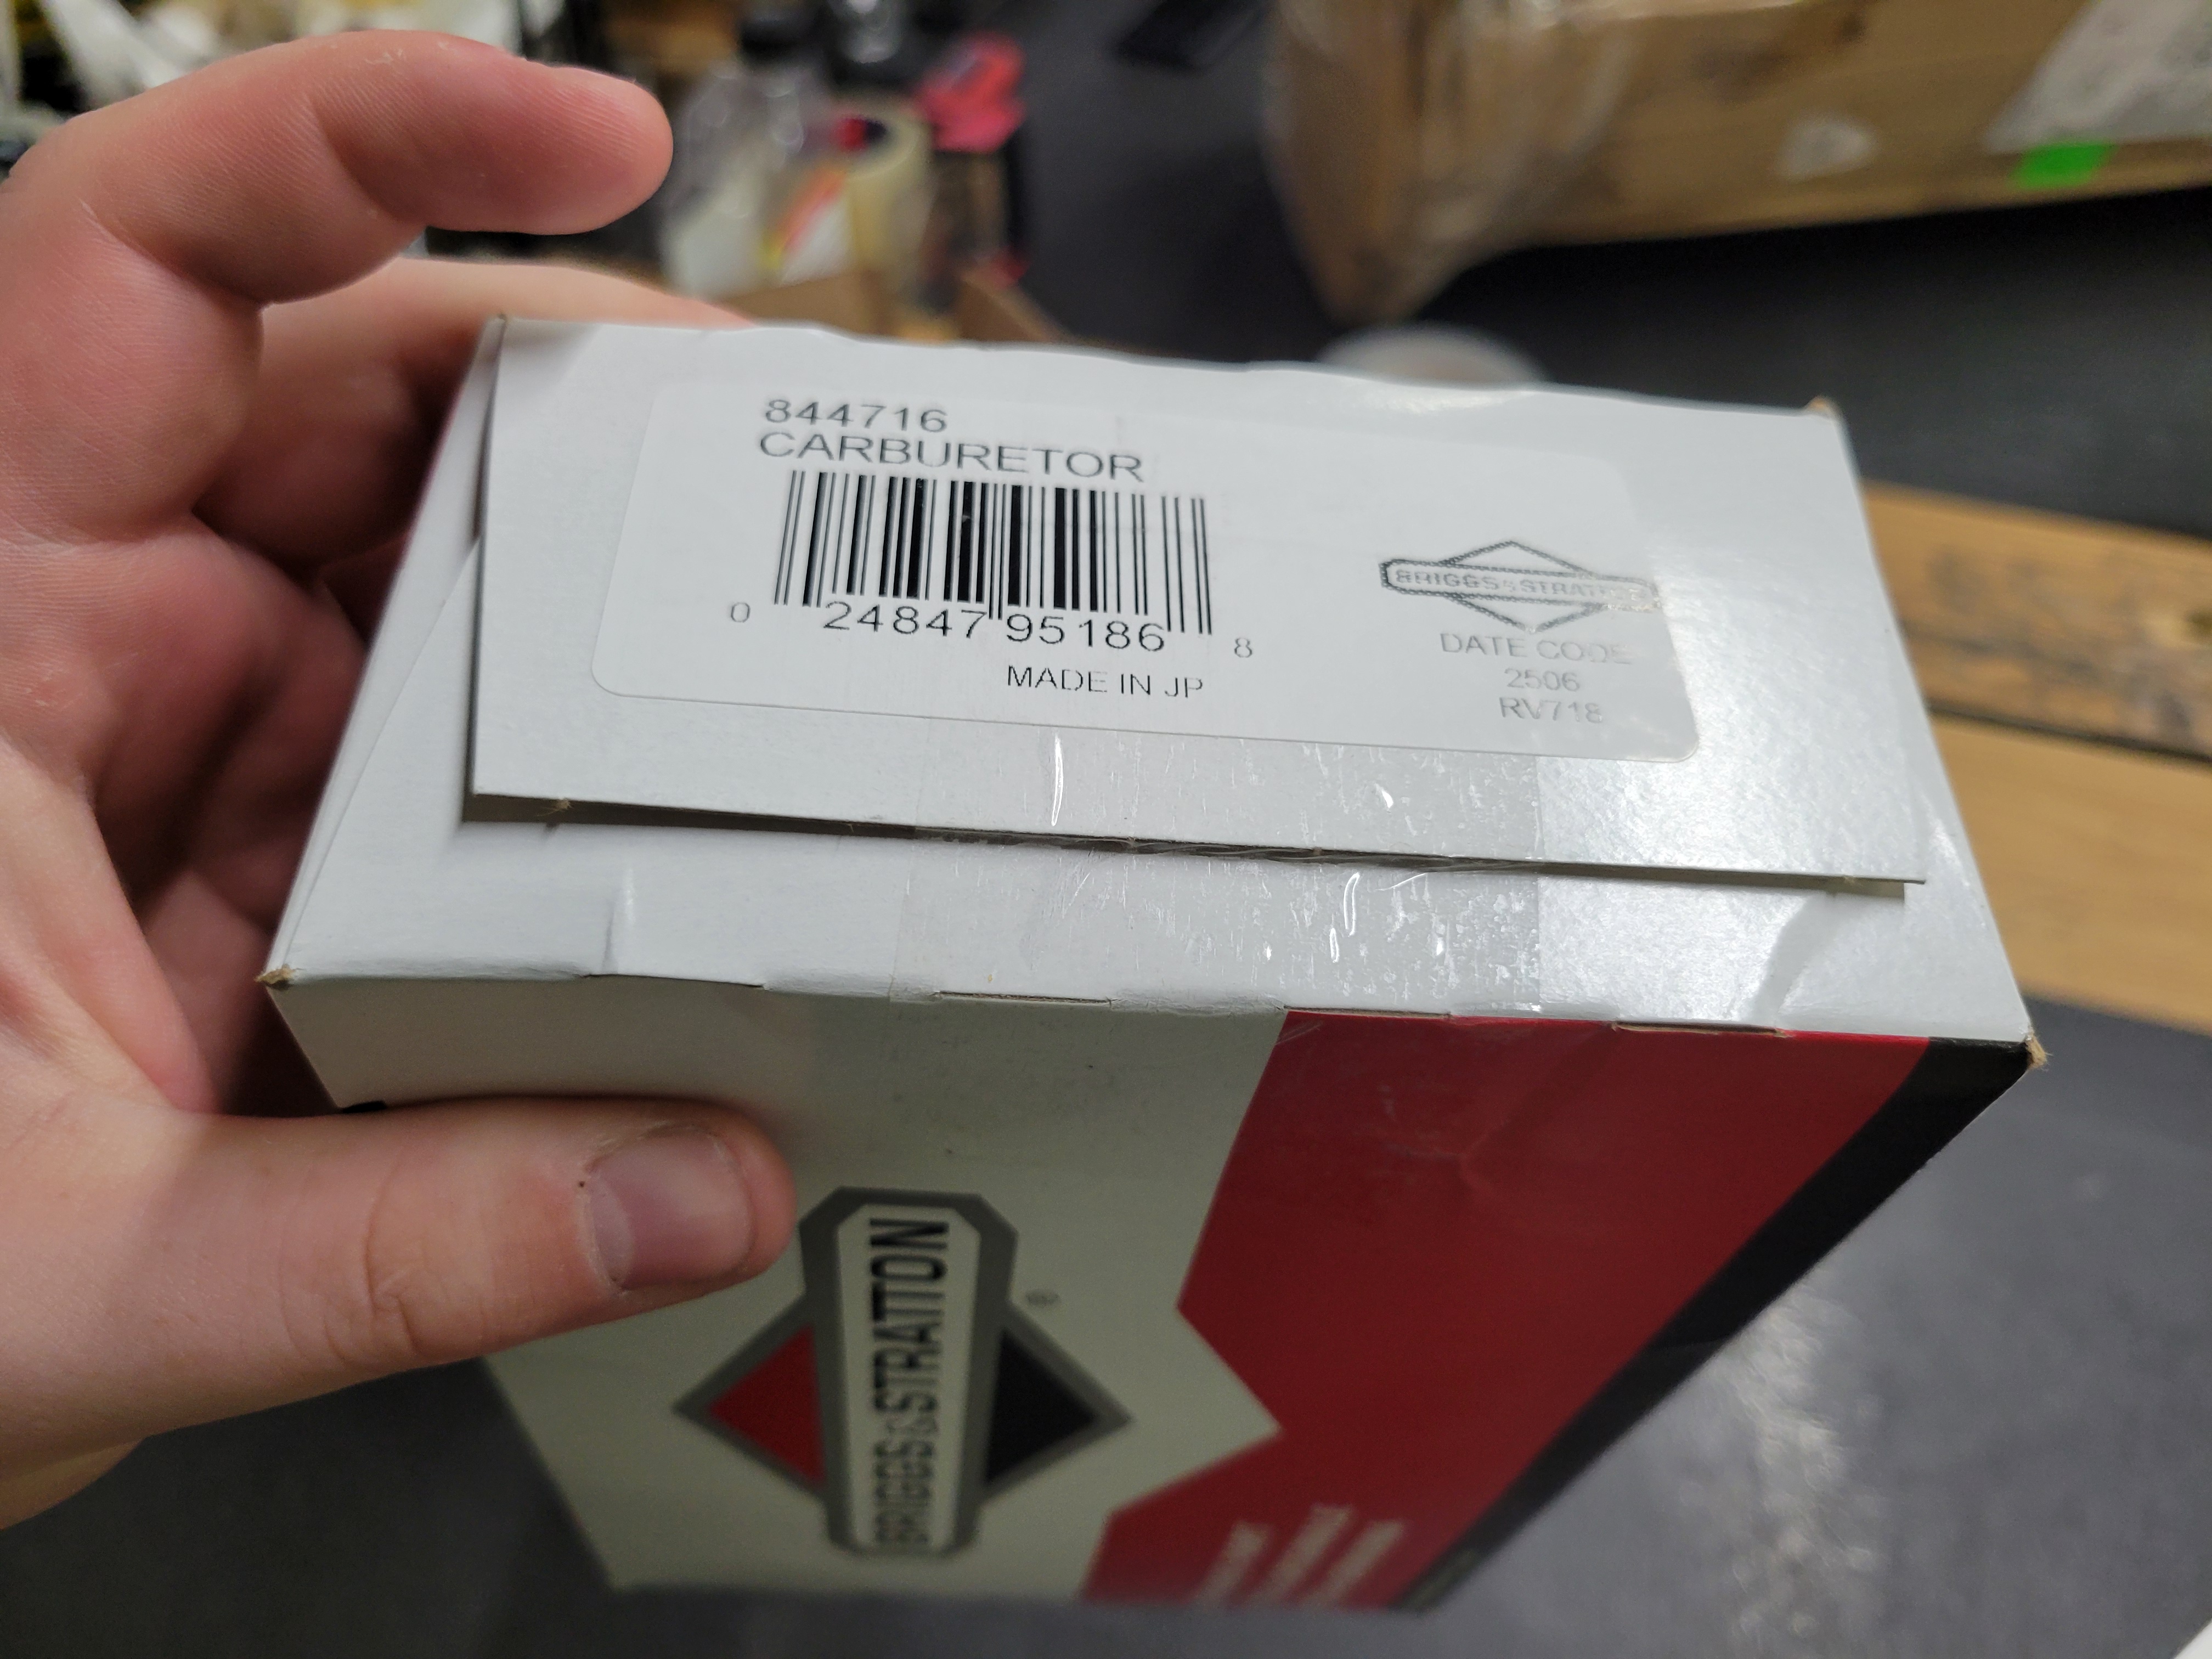 844716
CARBURETOR
0 24847 95186 8
MADE IN JP
BRIGGS & STRATTON
DATE CODE
2506
RV718
BRIGGS & STRATTON ®